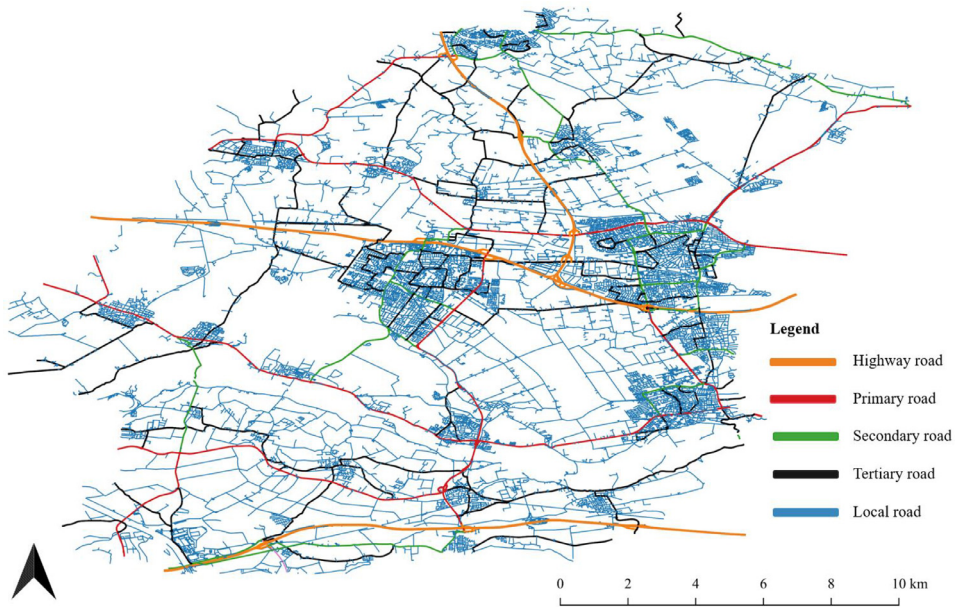 Legend
Highway road
Primary road
Secondary road
Tertiary road
Local road
0 2 4 6 8 10 km